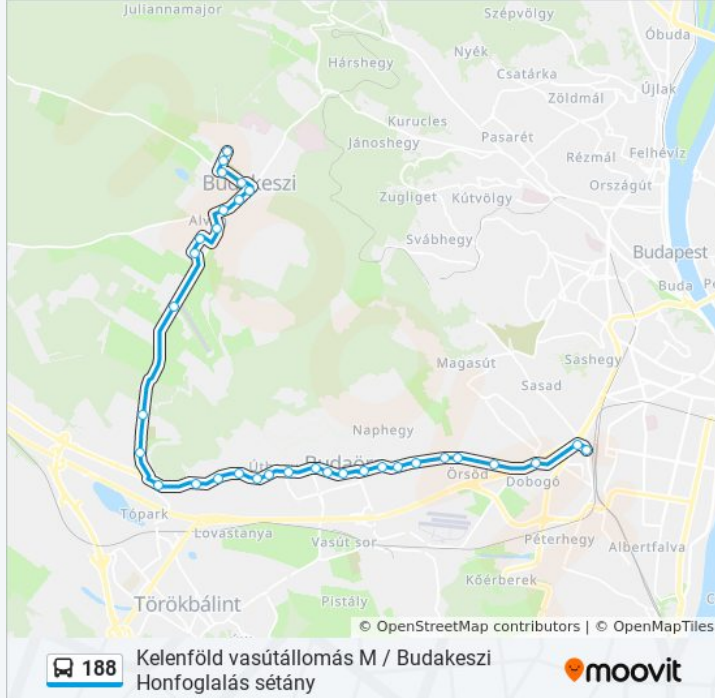 Juliannamajor
Szépvölgy
Óbuda
Nyék
Hárshegy
Csatárka
Újlak
Zöldmál
Kurucles
Pasarét
Jánoshegy
Rézmál
Felhévíz
Budakeszi
Országút
Zugliget
Kútvölgy
Svábhegy
Budapest
Buda
Magasút
Sashegy
Sasad
Naphegy
Örsöd
Dobogó
Tópark
Lovastanya
Vasút sor
Péterhegy
Albertfalva
Kőérberek
Törökbálint
Pistály
© OpenStreetMap contributors | © OpenMapTiles
188
Kelenföld vasútállomás M / Budakeszi
Honfoglalás sétány
moovit